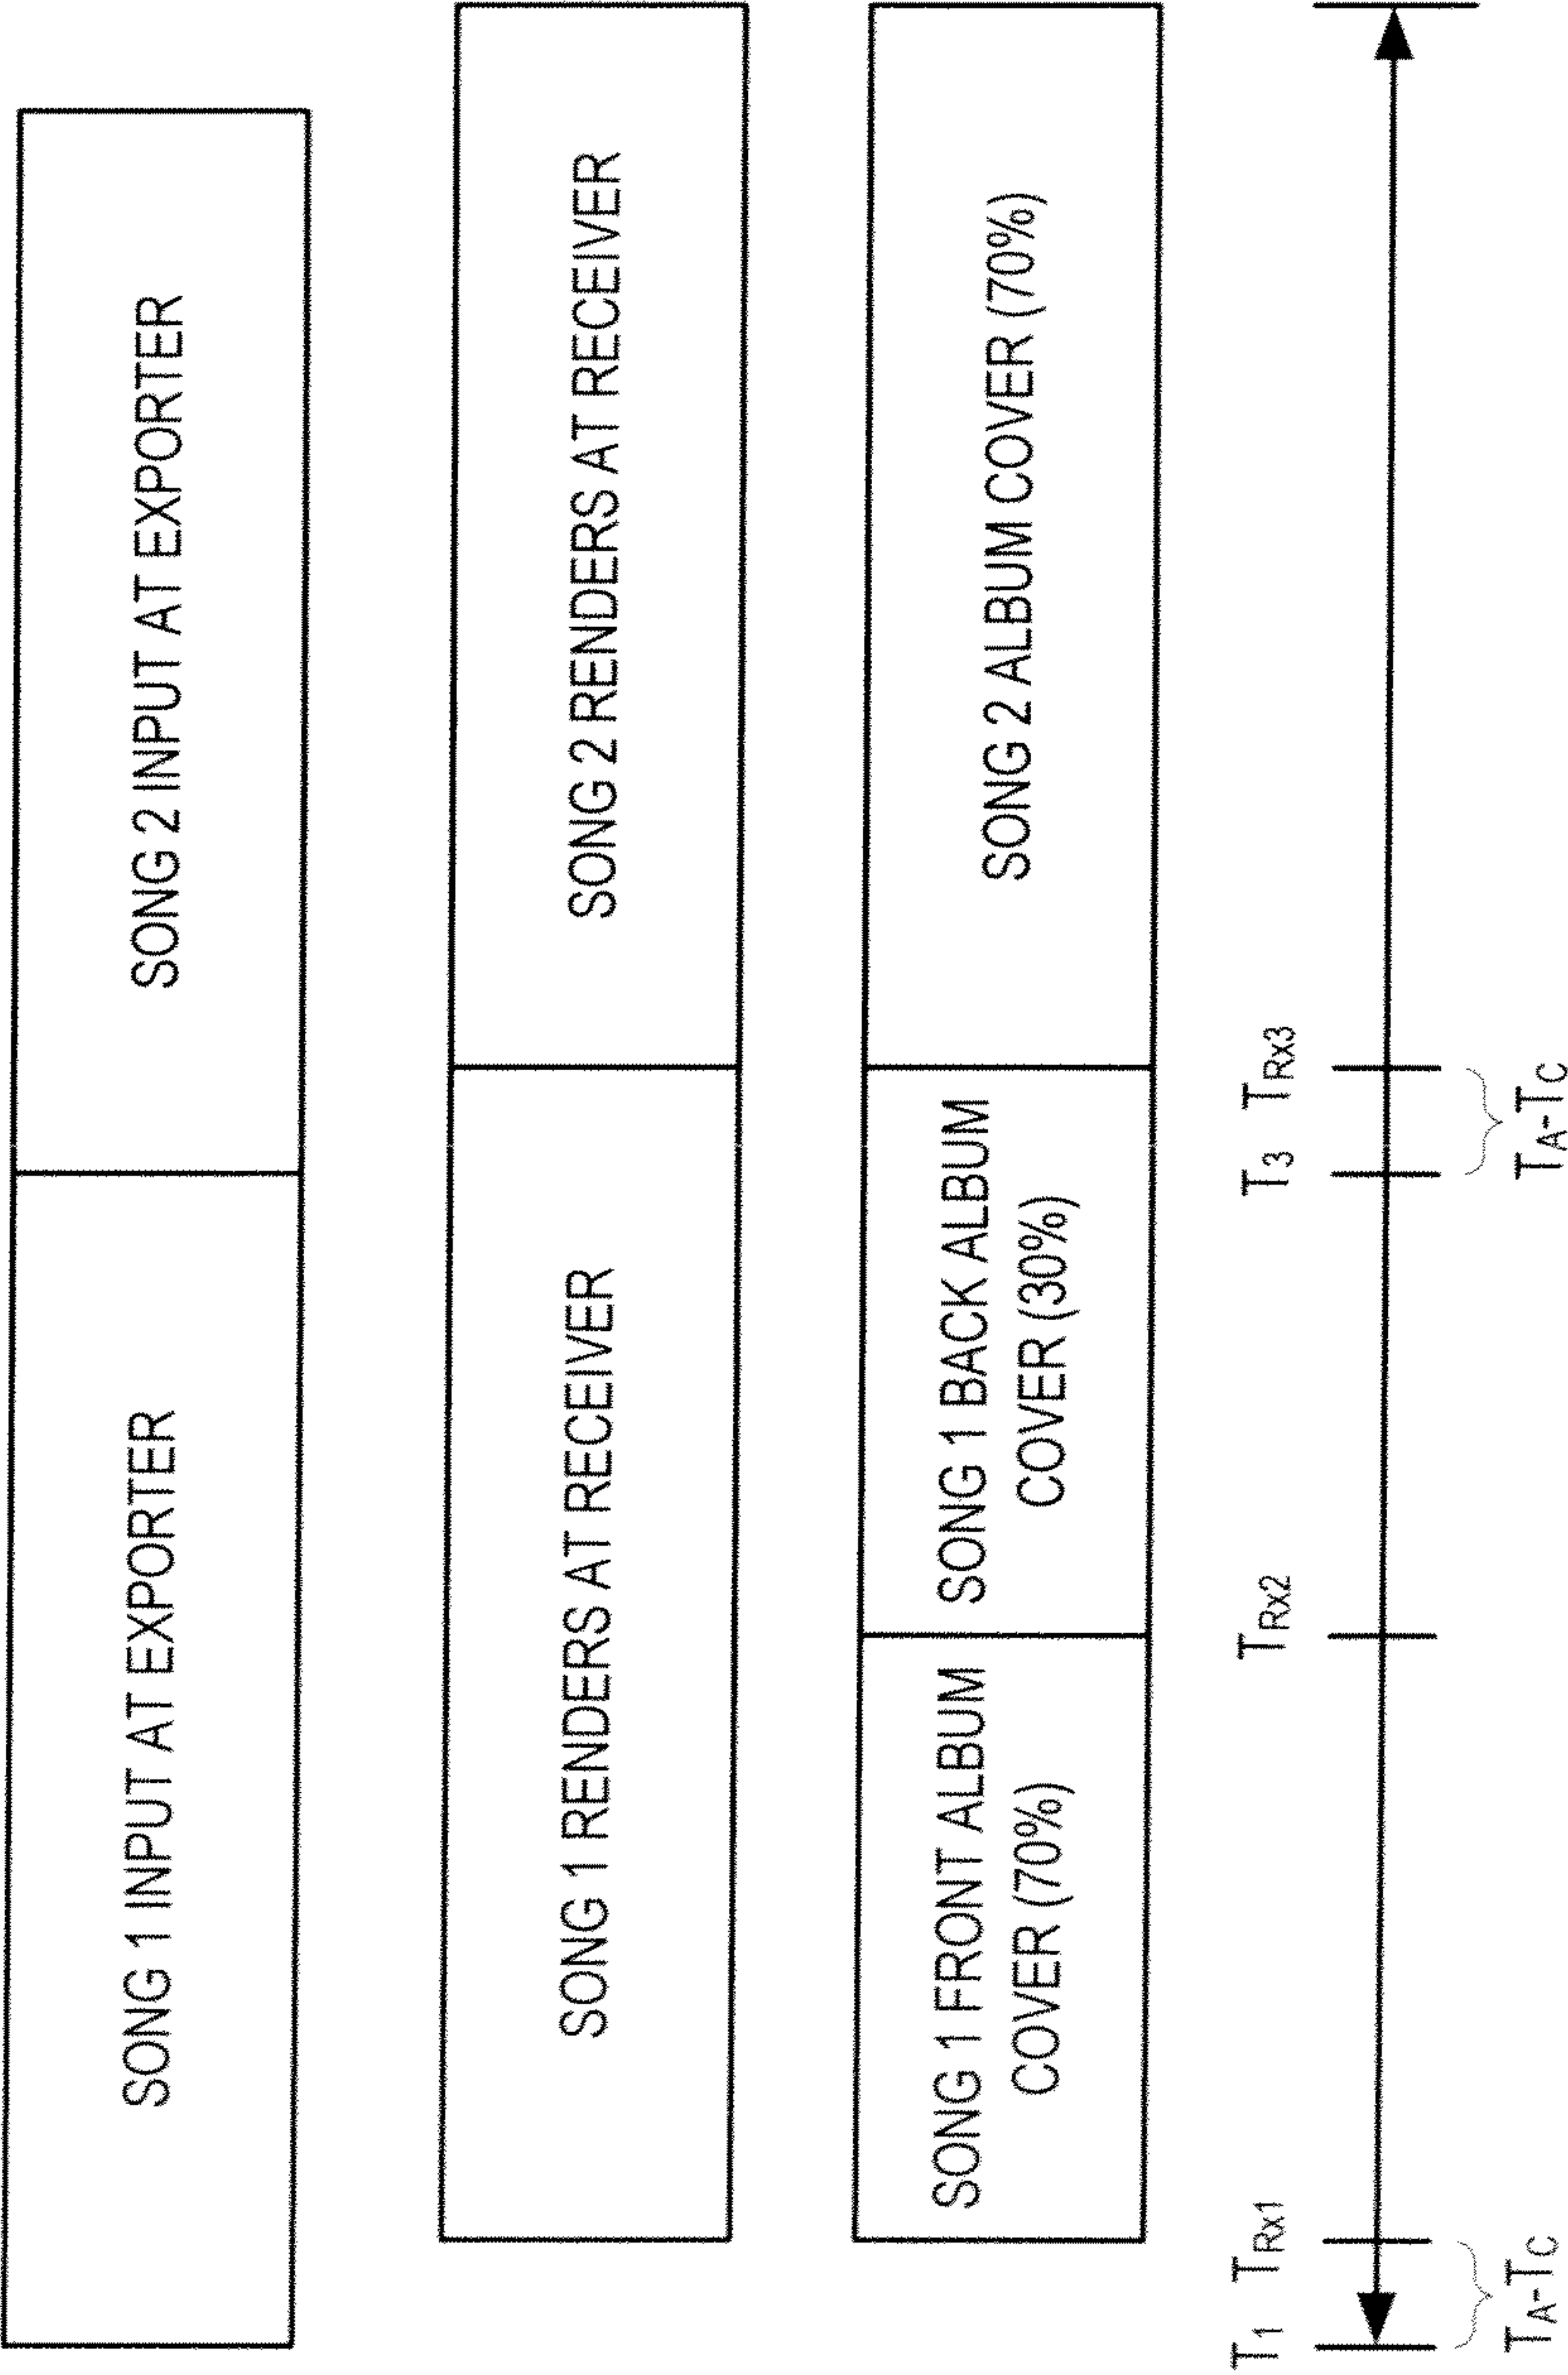 SONG 1 INPUT AT EXPORTER
SONG 2 INPUT AT EXPORTER
SONG 1 RENDERS AT RECEIVER
SONG 2 RENDERS AT RECEIVER
SONG 1 FRONT ALBUM
COVER (70%)
SONG 1 BACK ALBUM
COVER (30%)
SONG 2 ALBUM COVER (70%)
T1 TRx1
TRx2
T3 TRx3
TA-TC
TA-TC